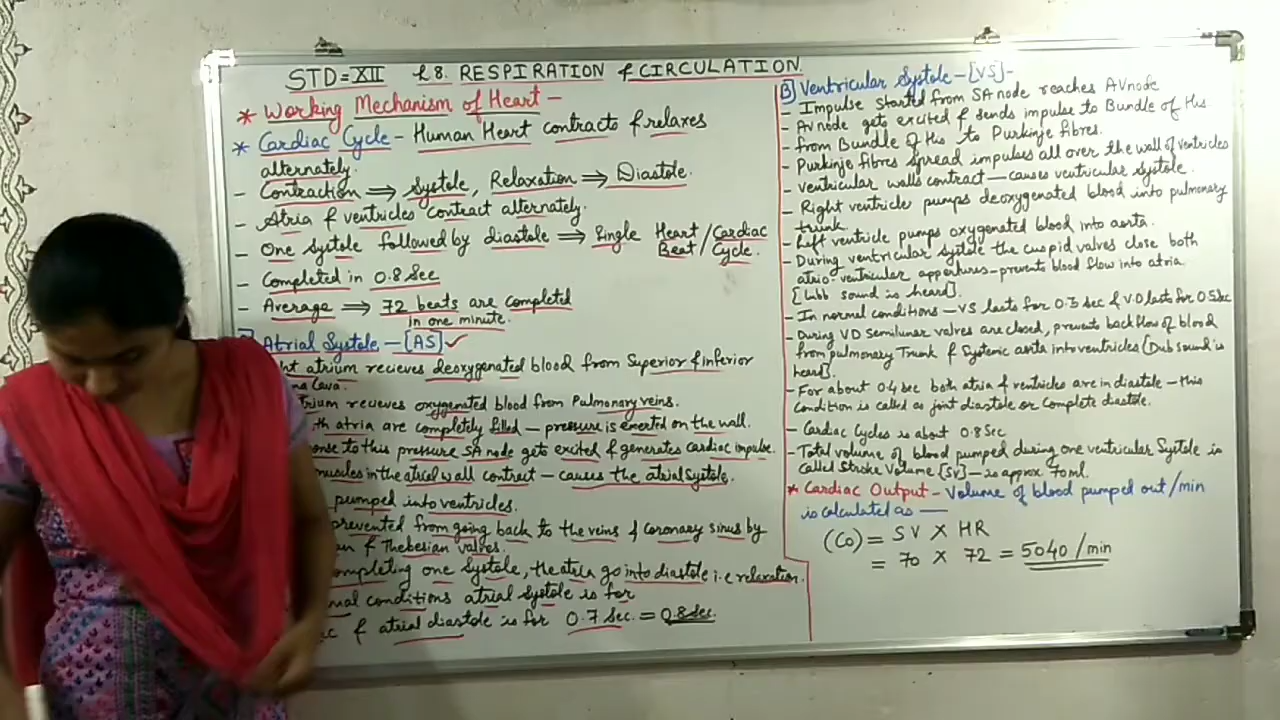 STD=XII L8. RESPIRATION & CIRCULATION
* Working Mechanism of Heart -
* Cardiac Cycle - Human Heart contracts & relaxes
alternately.
- Contraction ⇒ Systole, Relaxation ⇒ Diastole.
- Atria & ventricles contract alternately.
- One systole followed by diastole ⇒ Single Heart / Cardiac
Beat / Cycle.
- Completed in 0.8 Sec
- Average ⇒ 72 beats are completed
in one minute.
Atrial Systole - [AS] ✓
ht atrium recieves deoxygenated blood from Superior & inferior
na Cava.
trium recieves oxygenated blood from Pulmonary veins.
th atria are completely filled - pressure is exerted on the wall.
onse to this pressure SA node gets excited & generates cardiac impulse.
muscles in the atrial wall contract - causes the atrial systole.
pumped into ventricles.
prevented from going back to the veins & coronary sinus by
an & Thebesian valves.
ompleting one systole, the atria go into diastole i.e relaxation.
mal conditions atrial systole is for
c & atrial diastole is for 0.7 Sec. = 0.8 Sec.
B] Ventricular Systole - [VS] -
- Impulse started from SA node reaches AV node
- AV node gets excited & sends impulse to Bundle of His
- from Bundle of His to Purkinje fibres.
- Purkinje fibres spread impulses all over the wall of ventricles
- ventricular walls contract - causes ventricular systole.
- Right ventricle pumps deoxygenated blood into pulmonary
trunk.
- Left ventricle pumps oxygenated blood into aorta.
- During ventricular systole the cuspid valves close both
atrio-ventricular appertures - prevents blood flow into atria.
[Lubb sound is heard].
- In normal conditions - VS lasts for 0.3 sec & V.D lasts for 0.5 Sec
- During VD semilunar valves are closed, prevents back flow of blood
from pulmonary Trunk & Systemic aorta into ventricles (Dub sound is
heard].
- For about 0.4 sec both atria & ventricles are in diastole - this
condition is called as joint diastole or complete diastole.
- Cardiac Cycles is about 0.8 Sec
- Total volume of blood pumped during one ventricular Systole is
called Stroke Volume [SV] - is approx 70 ml.
* Cardiac Output - Volume of blood pumped out / min
is calculated as —
(CO) = SV X HR
= 70 X 72 = 5040 / min